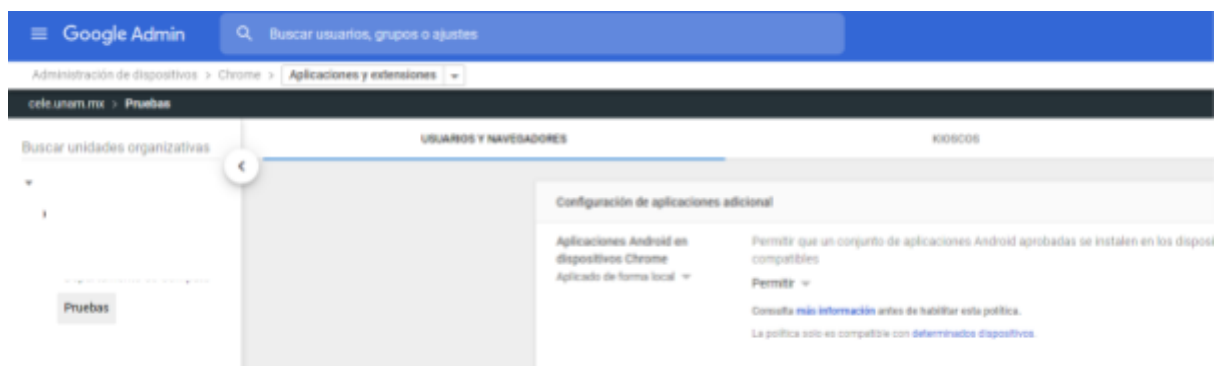 Google Admin
Buscar usuarios, grupos o ajustes
Administración de dispositivos > Chrome > Aplicaciones y extensiones
cele.unam.mx > Pruebas
Buscar unidades organizativas
USUARIOS Y NAVEGADORES
KIOSCOS
Pruebas
Configuración de aplicaciones adicional
Aplicaciones Android en
dispositivos Chrome
Aplicado de forma local
Permitir que un conjunto de aplicaciones Android aprobadas se instalen en los disposi
compatibles
Permitir
Consulta más información antes de habilitar esta política.
La política solo es compatible con determinados dispositivos.